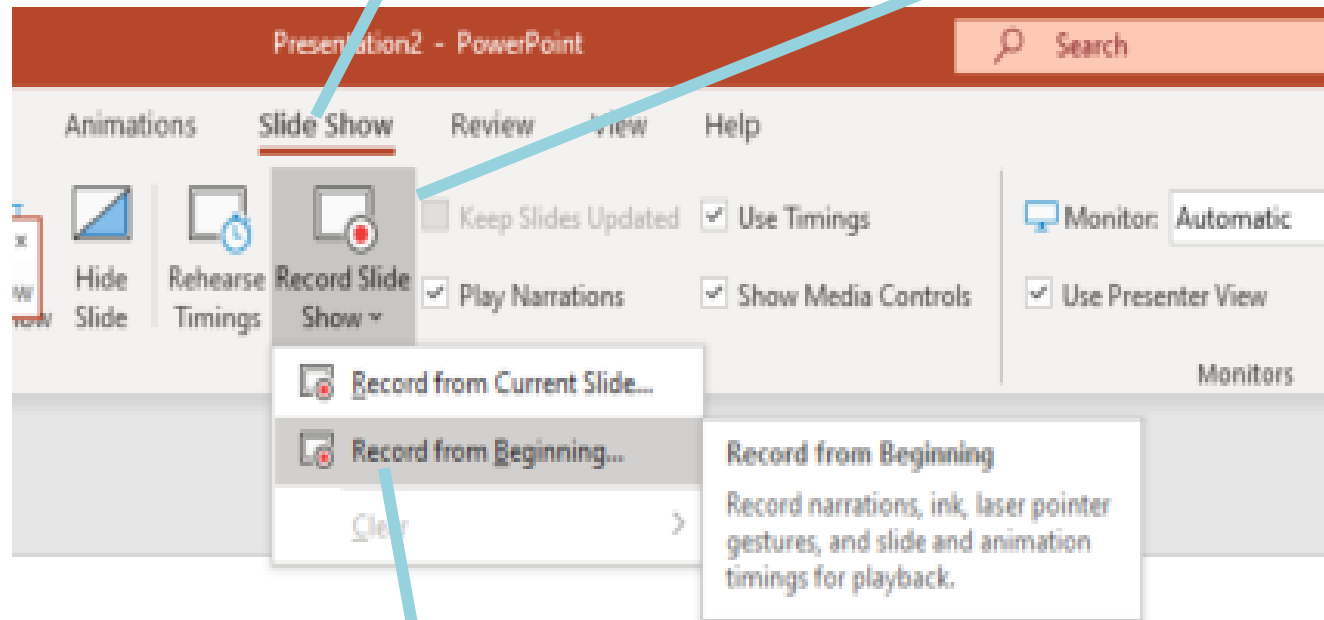 Presentation2 - PowerPoint
Search
Animations Slide Show Review View Help
Hide Slide
Rehearse Timings
Record Slide Show
Keep Slides Updated
Play Narrations
Use Timings
Show Media Controls
Monitor: Automatic
Use Presenter View
Monitors
Record from Current Slide...
Record from Beginning...
Clear
Record from Beginning
Record narrations, ink, laser pointer
gestures, and slide and animation
timings for playback.